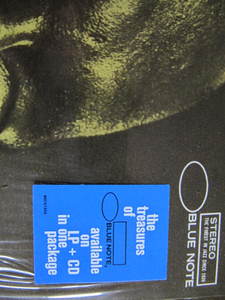 the
treasures
of
BLUE NOTE
available
on
LP + CD
in one
package
STEREO
THE FINEST IN JAZZ SINCE 1939
BLUE NOTE